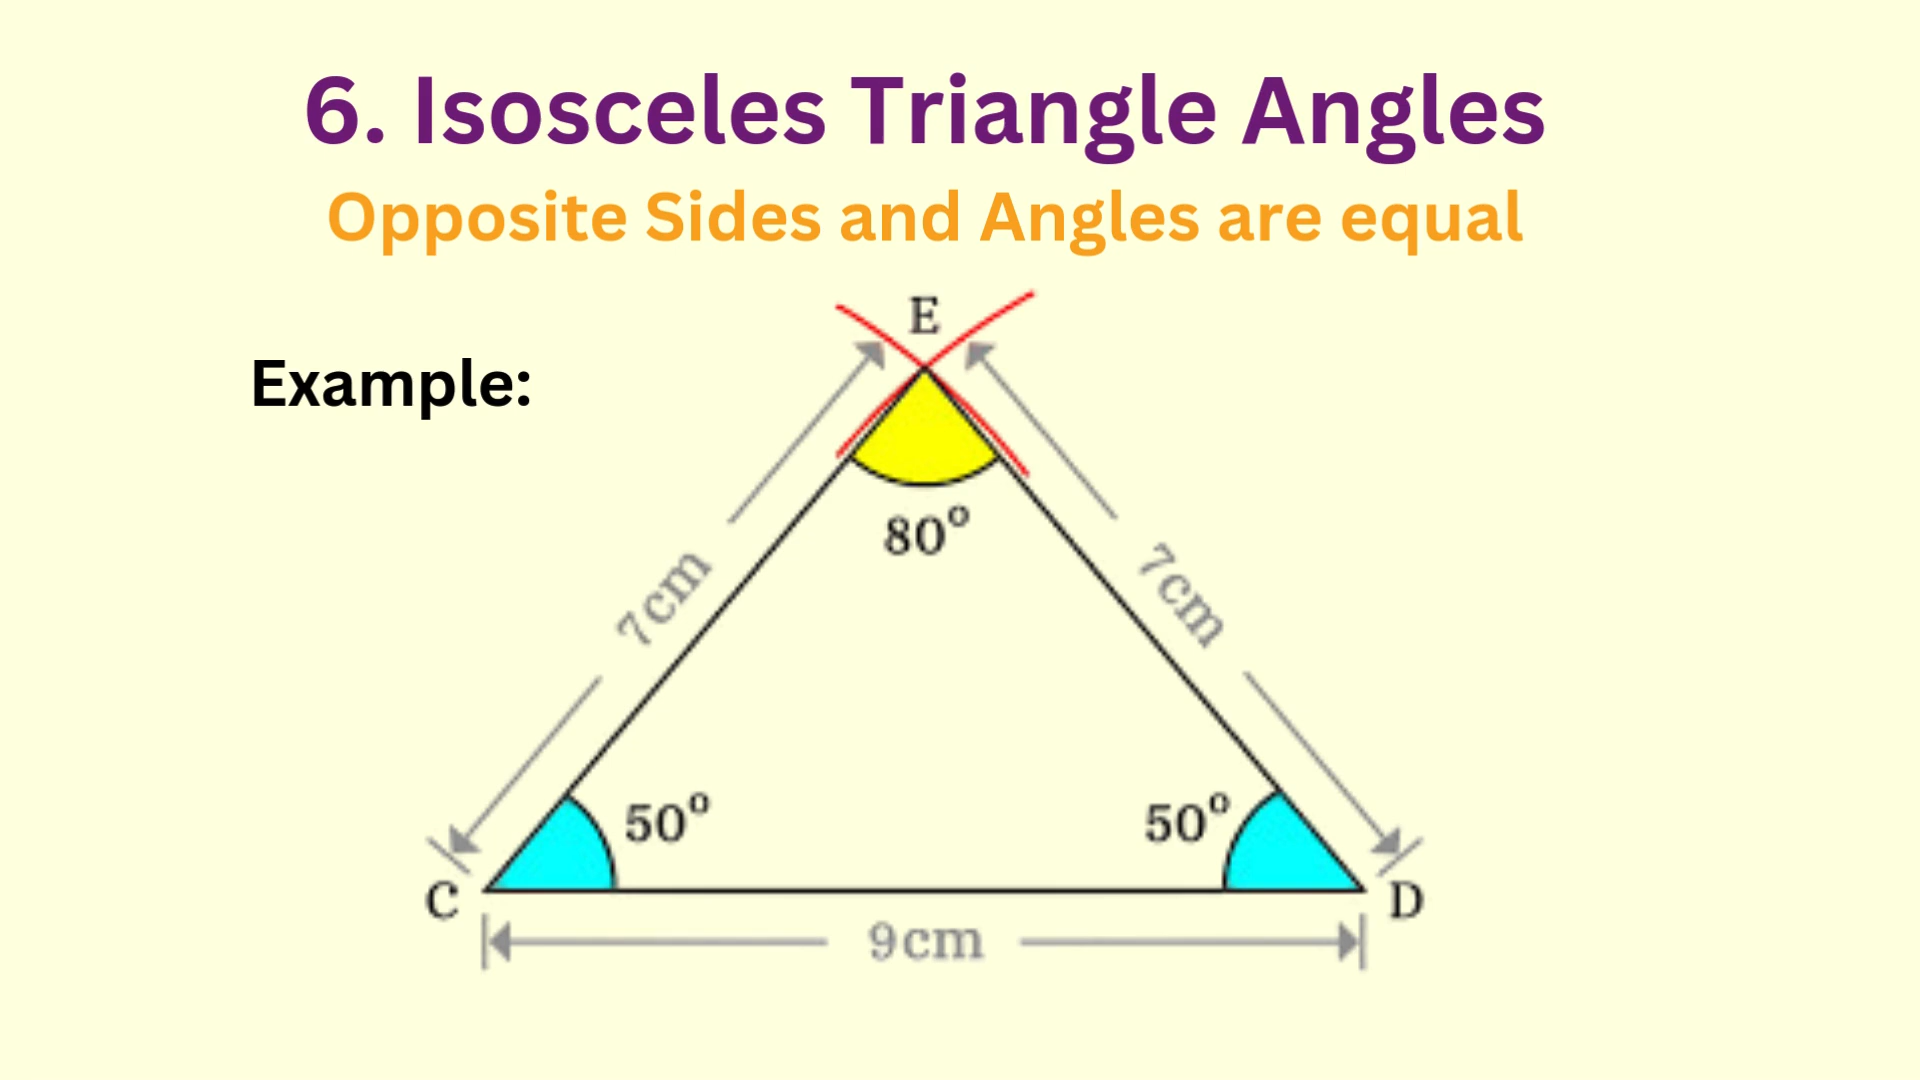 6. Isosceles Triangle Angles
Opposite Sides and Angles are equal
E
Example:
80°
7cm
7cm
50°
50°
C
D
9cm